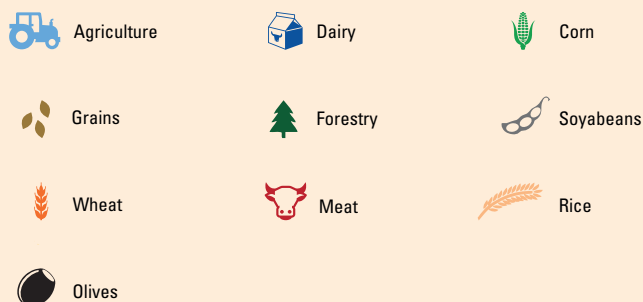 Agriculture
Dairy
Corn
Grains
Forestry
Soyabeans
Wheat
Meat
Rice
Olives